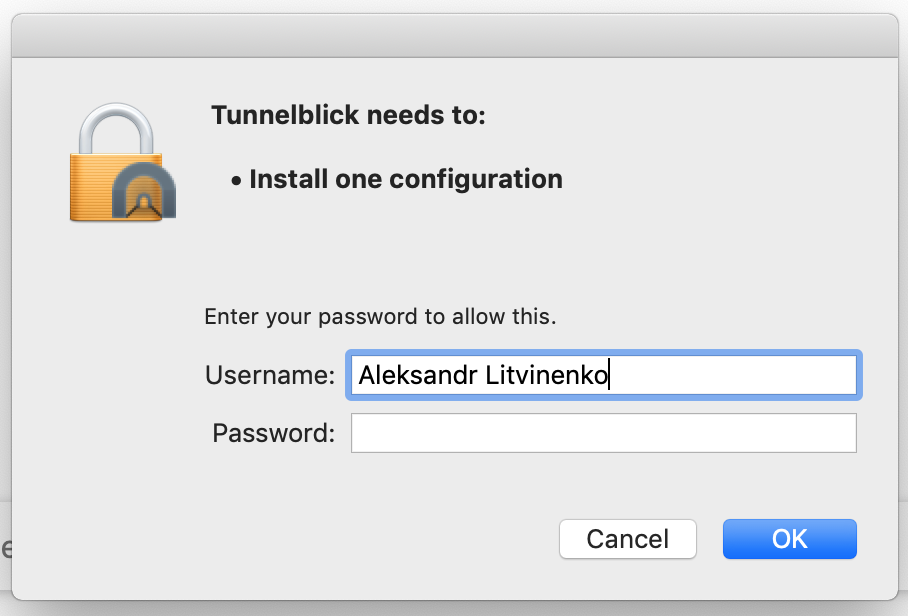 Tunnelblick needs to:
• Install one configuration
Enter your password to allow this.
Username: Aleksandr Litvinenko
Password:
Cancel OK